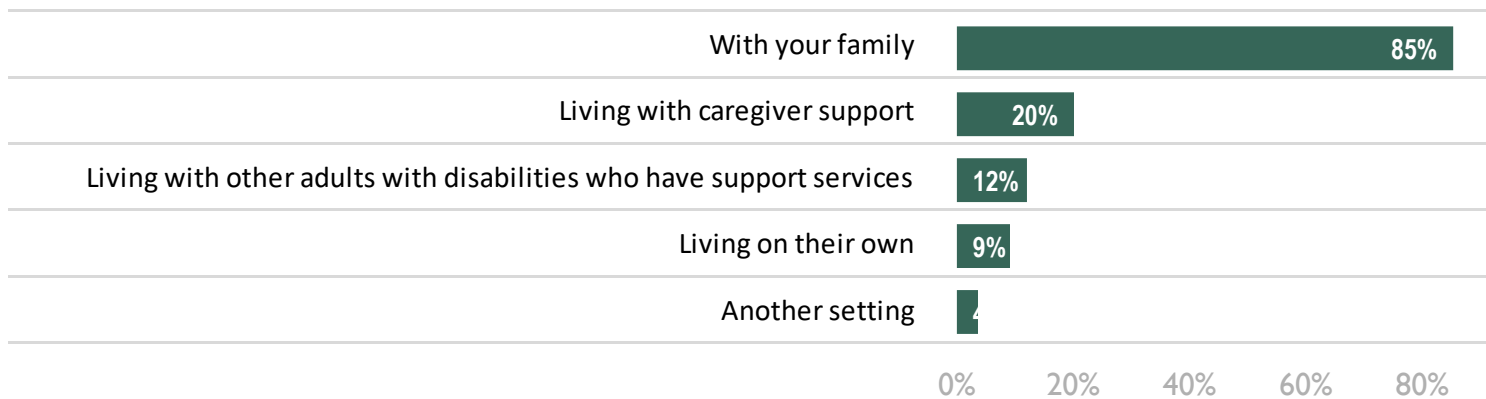 With your family
85%
Living with caregiver support
20%
Living with other adults with disabilities who have support services
12%
Living on their own
9%
Another setting
0% 20% 40% 60% 80%